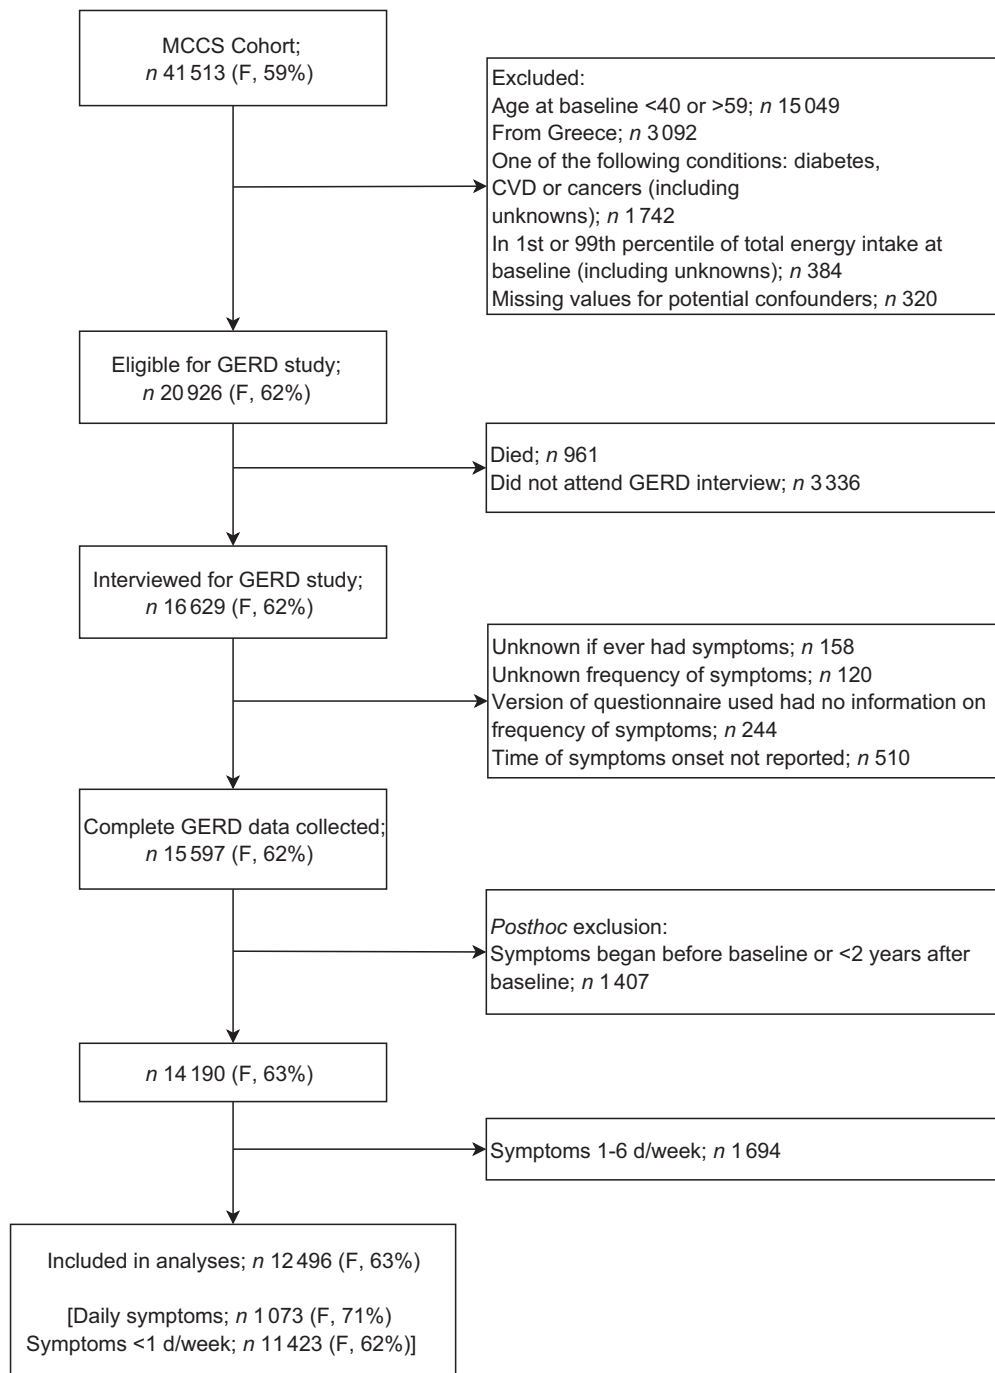 MCCS Cohort;
n 41 513 (F, 59%)
Excluded:
Age at baseline <40 or >59; n 15 049
From Greece; n 3 092
One of the following conditions: diabetes,
CVD or cancers (including
unknowns); n 1 742
In 1st or 99th percentile of total energy intake at
baseline (including unknowns); n 384
Missing values for potential confounders; n 320
Eligible for GERD study;
n 20 926 (F, 62%)
Died; n 961
Did not attend GERD interview; n 3 336
Interviewed for GERD study;
n 16 629 (F, 62%)
Unknown if ever had symptoms; n 158
Unknown frequency of symptoms; n 120
Version of questionnaire used had no information on
frequency of symptoms; n 244
Time of symptoms onset not reported; n 510
Complete GERD data collected;
n 15 597 (F, 62%)
Posthoc exclusion:
Symptoms began before baseline or <2 years after
baseline; n 1 407
n 14 190 (F, 63%)
Symptoms 1-6 d/week; n 1 694
Included in analyses; n 12 496 (F, 63%)
[Daily symptoms; n 1 073 (F, 71%)
Symptoms <1 d/week; n 11 423 (F, 62%)]